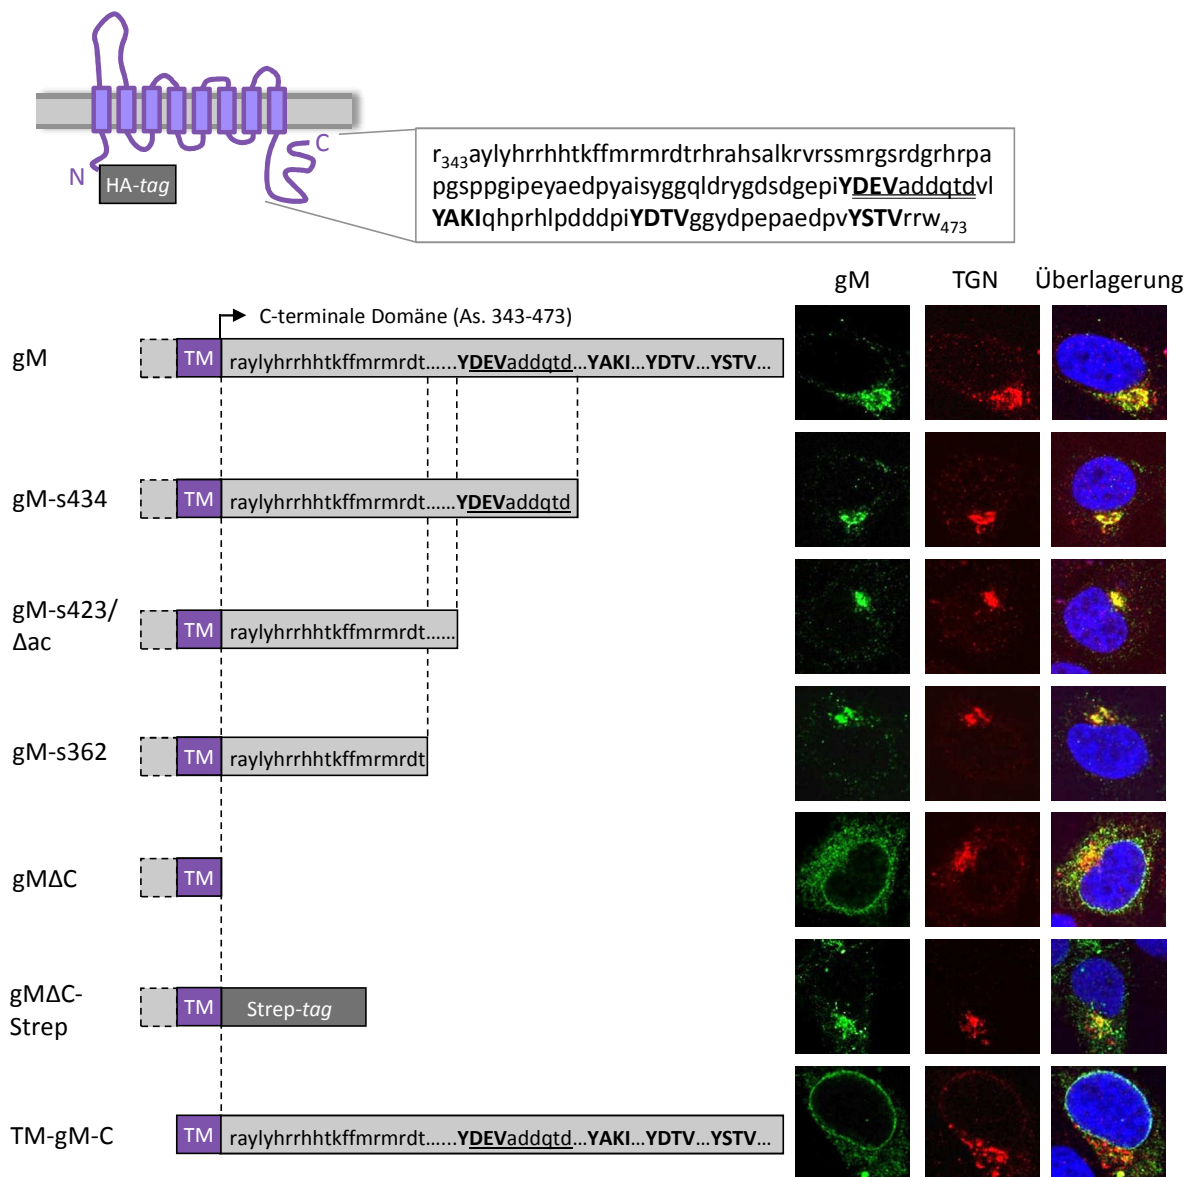 C
N
HA-tag
r343aylyhrrhhtkffmrmrdtrhrahsalkrvrssmrgsrdgrhrpa
pgsppgipeyaedpyaisyggqldrygdsdgepiYDEVaddqtdvl
YAKIqhprhlpdddpiYDTVggydpepaedpvYSTVrrw473
gM TGN Überlagerung
C-terminale Domäne (As. 343-473)
gM TM raylyhrrhhtkffmrmrdt......YDEVaddqtd...YAKI...YDTV...YSTV...
gM-s434 TM raylyhrrhhtkffmrmrdt......YDEVaddqtd
gM-s423/
Δac
TM raylyhrrhhtkffmrmrdt......
gM-s362 TM raylyhrrhhtkffmrmrdt
gMΔC TM
gMΔC-
Strep
TM Strep-tag
TM-gM-C TM raylyhrrhhtkffmrmrdt......YDEVaddqtd...YAKI...YDTV...YSTV...